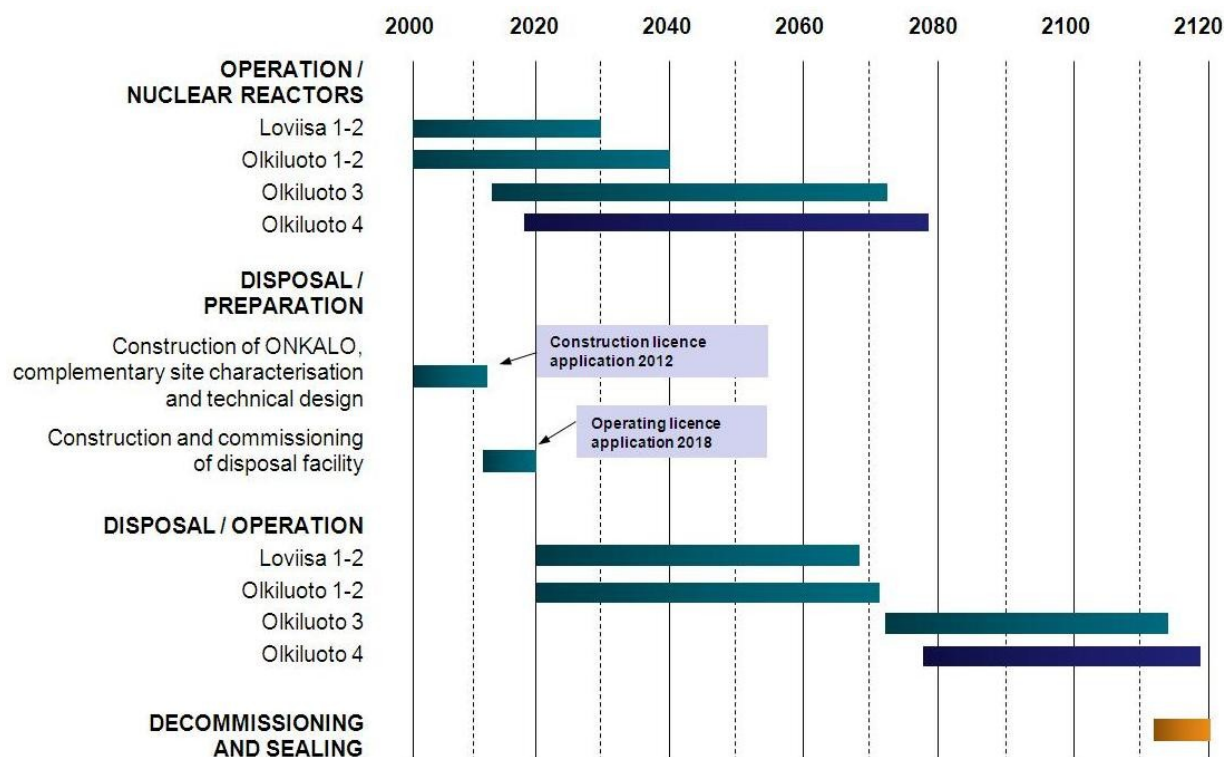 2000 2020 2040 2060 2080 2100 2120
OPERATION /
NUCLEAR REACTORS
Loviisa 1-2
Olkiluoto 1-2
Olkiluoto 3
Olkiluoto 4
DISPOSAL /
PREPARATION
Construction of ONKALO,
complementary site characterisation
and technical design
Construction licence
application 2012
Construction and commissioning
of disposal facility
Operating licence
application 2018
DISPOSAL / OPERATION
Loviisa 1-2
Olkiluoto 1-2
Olkiluoto 3
Olkiluoto 4
DECOMMISSIONING
AND SEALING